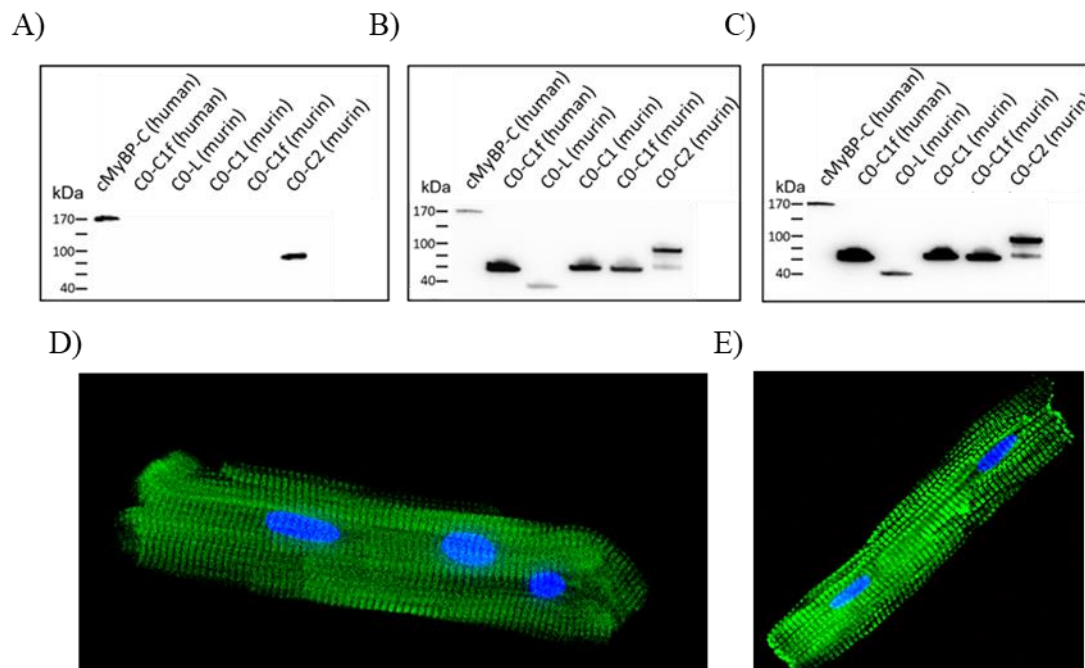 A)
B)
C)
cMyBP-C (human)
C0-C1f (human)
C0-L (murin)
C0-C1 (murin)
C0-C1f (murin)
C0-C2 (murin)
kDa
170
100
40
cMyBP-C (human)
C0-C1f (human)
C0-L (murin)
C0-C1 (murin)
C0-C1f (murin)
C0-C2 (murin)
kDa
170
100
40
cMyBP-C (human)
C0-C1f (human)
C0-L (murin)
C0-C1 (murin)
C0-C1f (murin)
C0-C2 (murin)
kDa
170
100
40
D)
E)